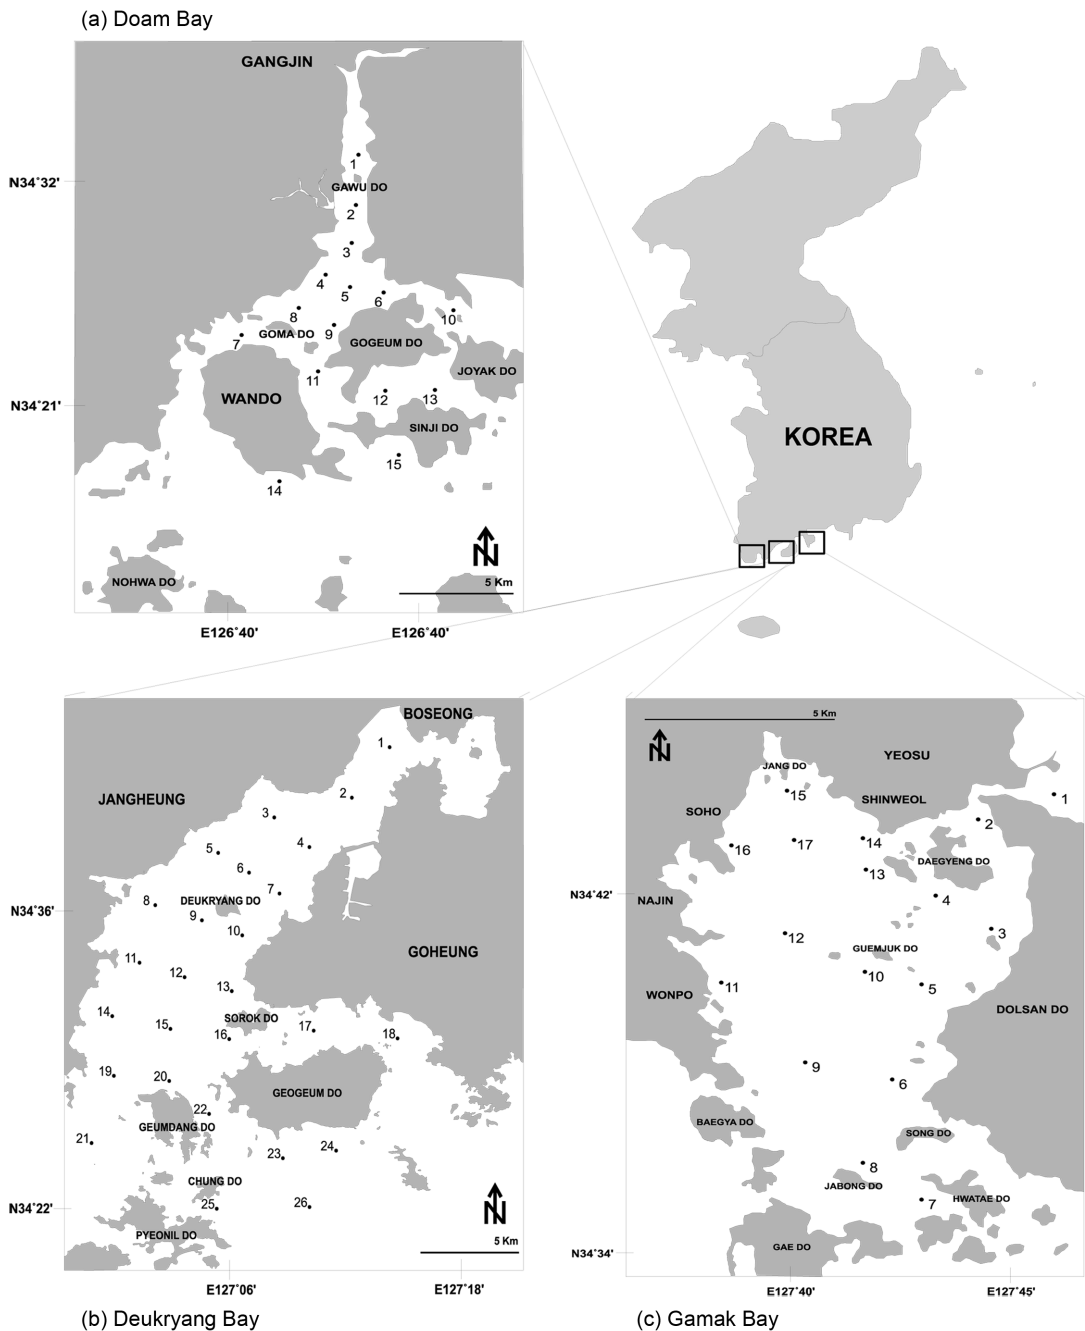 (a) Doam Bay
GANGJIN
1
N34°32'
GAWU DO
2
3
4
5
6
8
10
GOMA DO
9
7
GOGEUM DO
JOYAK DO
11
WANDO
12
13
N34°21'
SINJI DO
15
14
N
NOHWA DO
5 Km
E126°40'
E126°40'
KOREA
BOSEONG
1
JANGHEUNG
2
3
4
5
6
7
8
DEUKRYANG DO
N34°36'
9
10
GOHEUNG
11
12
13
14
15
SOROK DO
16
17
18
19
20
GEOGEUM DO
22
GEUMDANG DO
21
23
24
CHUNG DO
25
26
N34°22'
N
PYEONIL DO
5 Km
E127°06'
E127°18'
(b) Deukryang Bay
5 Km
N
YEOSU
JANG DO
15
SHINWEOL
1
SOHO
2
16
17
14
DAEGYENG DO
13
N34°42'
NAJIN
4
12
3
GUEMJUK DO
10
11
5
WONPO
DOLSAN DO
9
6
BAEGYA DO
SONG DO
8
JABONG DO
7
HWATAE DO
GAE DO
N34°34'
E127°40'
E127°45'
(c) Gamak Bay